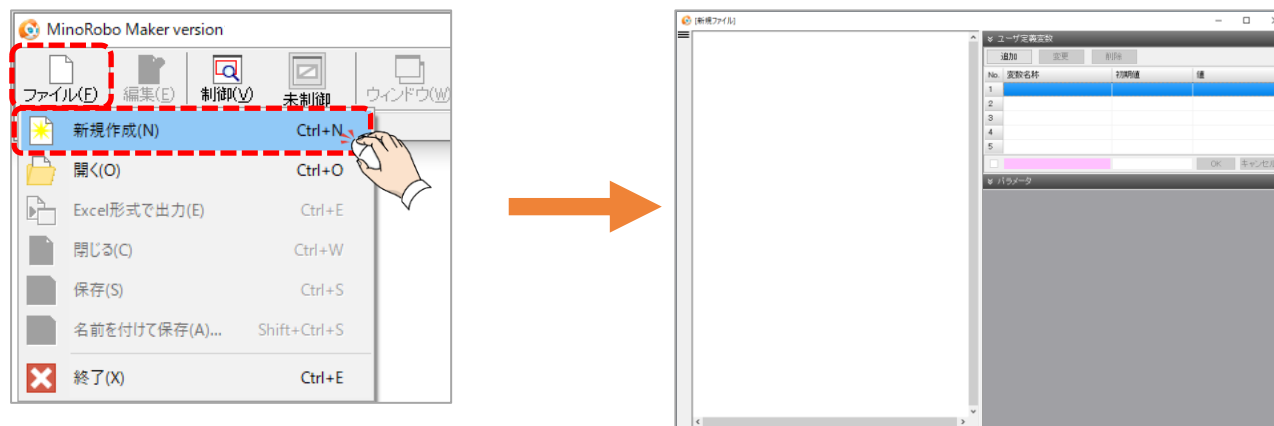 MinoRobo Maker version
ファイル(F) 編集(E) 制御(V) 未制御 ウィンドウ(W
新規作成(N) Ctrl+N
開く(O) Ctrl+O
Excel形式で出力(E) Ctrl+E
閉じる(C) Ctrl+W
保存(S) Ctrl+S
名前を付けて保存(A)... Shift+Ctrl+S
終了(X) Ctrl+E
[新規ファイル]
ユーザ定義変数
追加 変更 削除
No. 変数名称 初期値 値
1
2
3
4
5
OK キャンセル
パラメータ